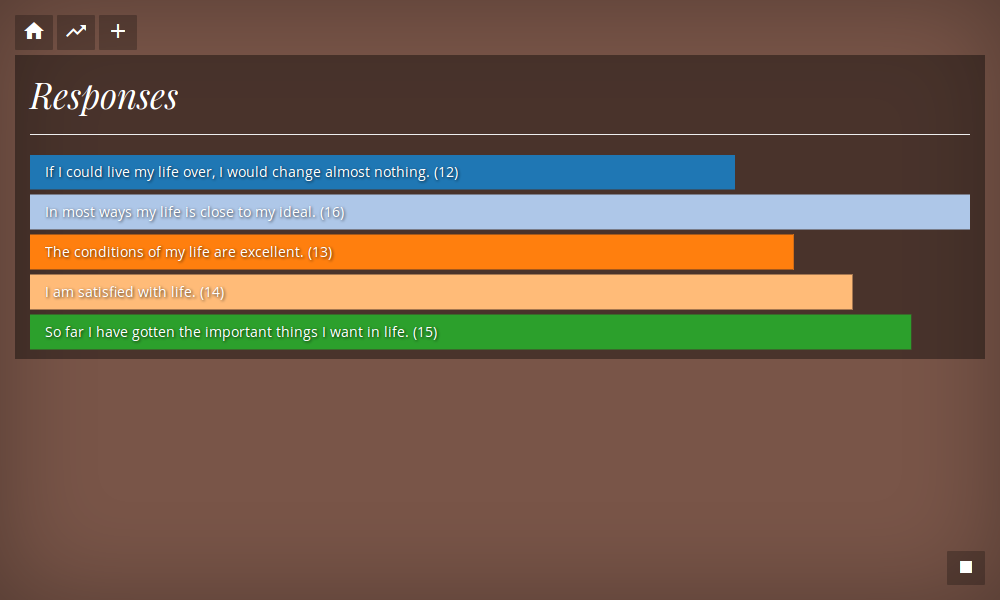 Responses
If I could live my life over, I would change almost nothing. (12)
In most ways my life is close to my ideal. (16)
The conditions of my life are excellent. (13)
I am satisfied with life. (14)
So far I have gotten the important things I want in life. (15)